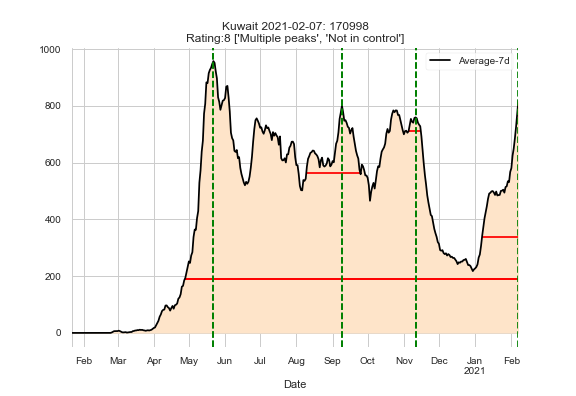 Kuwait 2021-02-07: 170998
Rating:8 ['Multiple peaks', 'Not in control']
Average-7d
1000
800
600
400
200
0
Feb Mar Apr May Jun Jul Aug Sep Oct Nov Dec Jan Feb
2021
Date